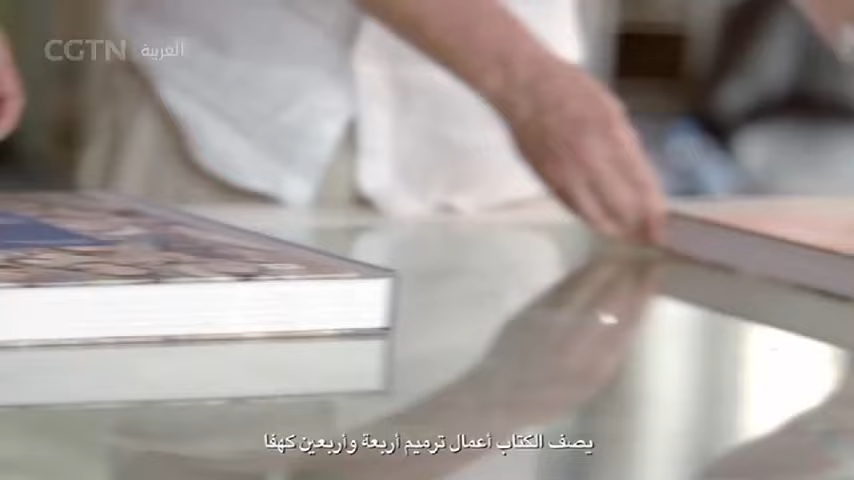 CGTN العربية
يصف الكتاب أعمال ترميم أربعة وأربعين كهفا